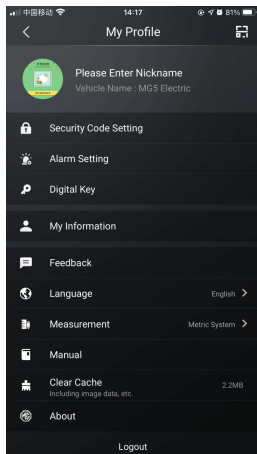 中国移动 14:17 81%
My Profile
Please Enter Nickname
Vehicle Name : MG5 Electric
Security Code Setting
Alarm Setting
Digital Key
My Information
Feedback
Language English
Measurement Metric System
Manual
Clear Cache 2.2MB
Including image data, etc.
About
Logout